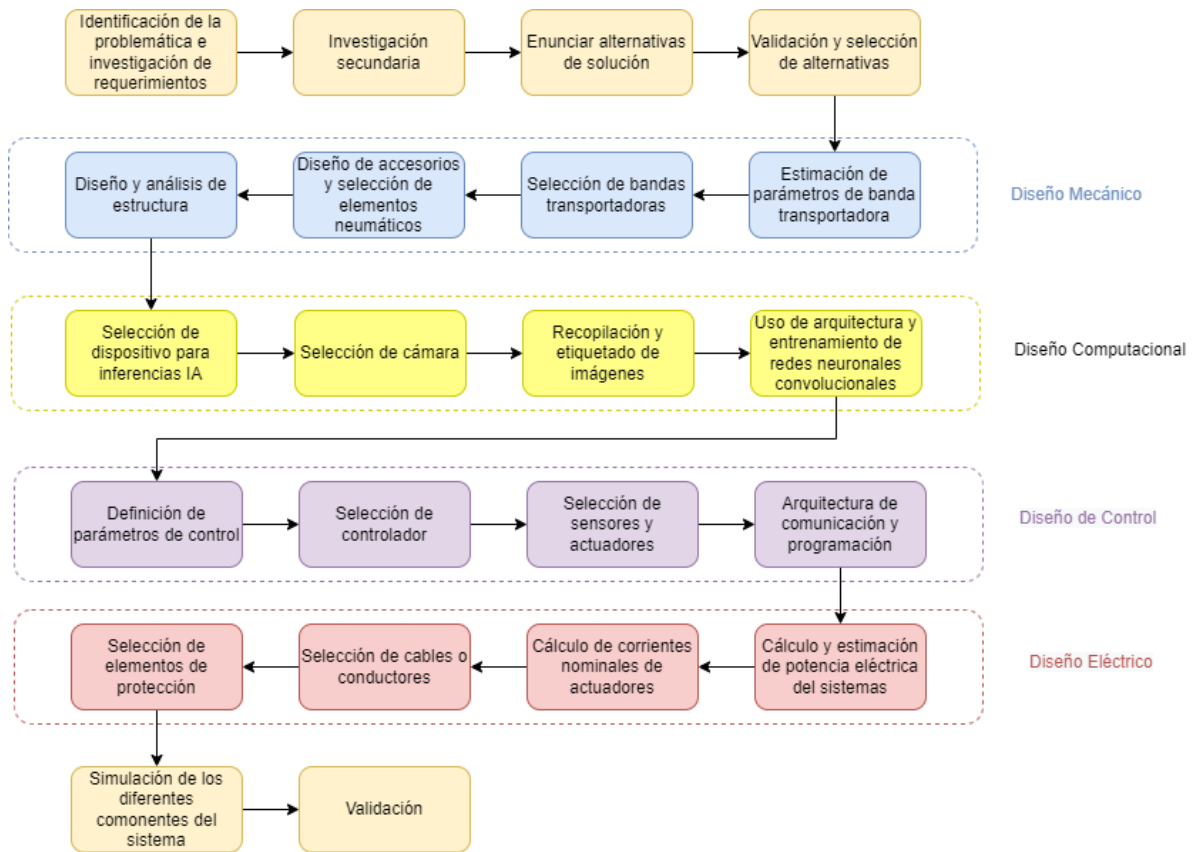 Identificación de la
problemática e
investigación de
requerimientos
Investigación
secundaria
Enunciar alternativas
de solución
Validación y selección
de alternativas
Estimación de
parámetros de banda
transportadora
Selección de bandas
transportadoras
Diseño de accesorios
y selección de
elementos
neumáticos
Diseño y análisis de
estructura
Diseño Mecánico
Selección de
dispositivo para
inferencias IA
Selección de cámara
Recopilación y
etiquetado de
imágenes
Uso de arquitectura y
entrenamiento de
redes neuronales
convolucionales
Diseño Computacional
Definición de
parámetros de control
Selección de
controlador
Selección de
sensores y
actuadores
Arquitectura de
comunicación y
programación
Diseño de Control
Cálculo y estimación
de potencia eléctrica
del sistemas
Cálculo de corrientes
nominales de
actuadores
Selección de cables o
conductores
Selección de
elementos de
protección
Diseño Eléctrico
Simulación de los
diferentes
comonentes del
sistema
Validación